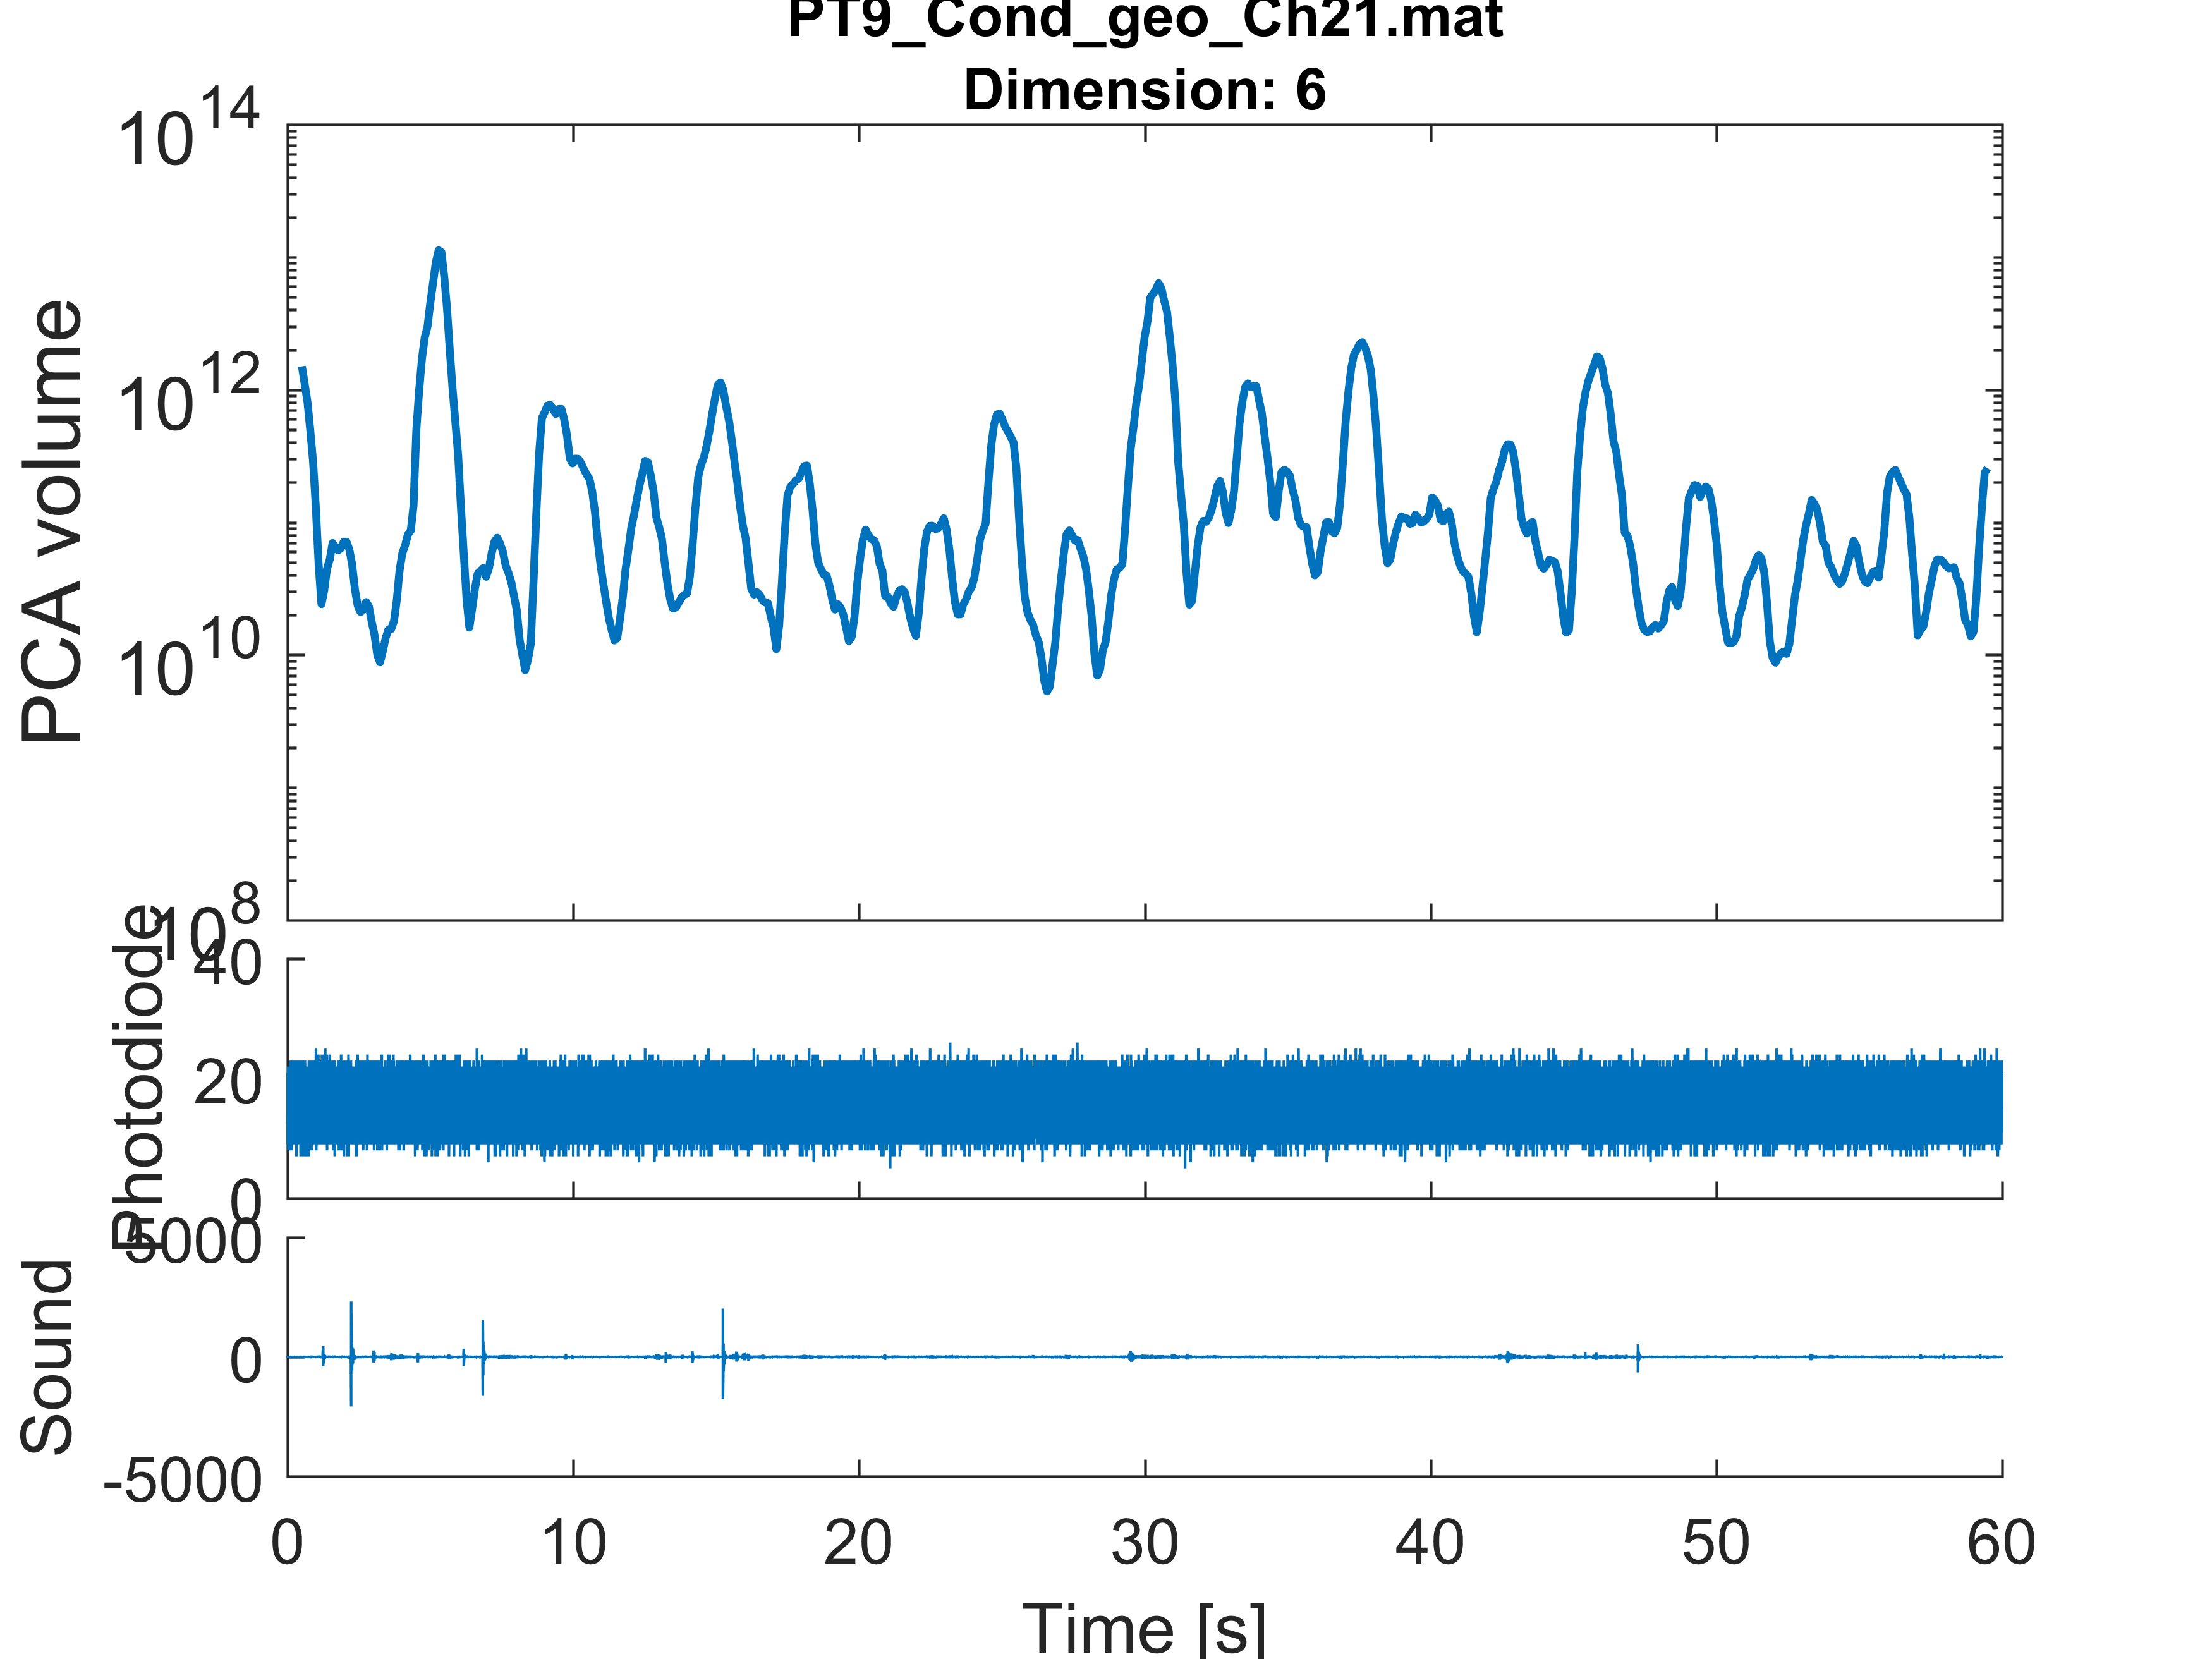 PT9_Cond_geo_Ch21.mat
Dimension: 6
PCA volume
10^14
10^12
10^10
10^8
Photodiode
40
20
0
Sound
5000
0
-5000
0 10 20 30 40 50 60
Time [s]